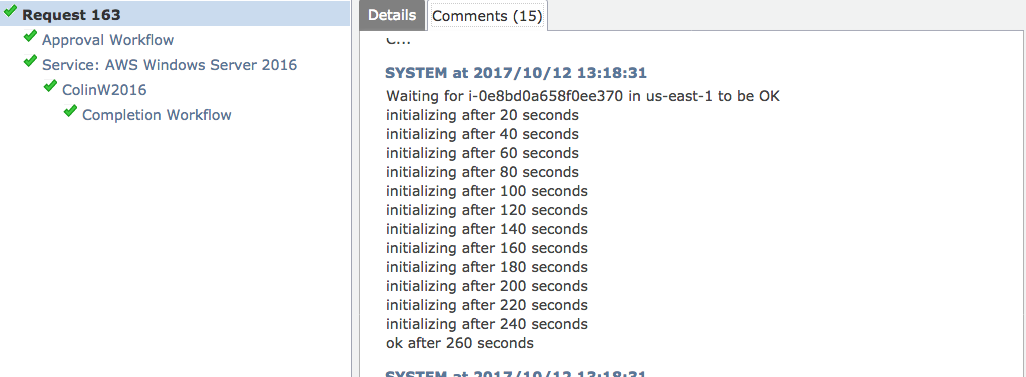 Request 163
Approval Workflow
Service: AWS Windows Server 2016
ColinW2016
Completion Workflow
Details
Comments (15)
C...
SYSTEM at 2017/10/12 13:18:31
Waiting for i-0e8bd0a658f0ee370 in us-east-1 to be OK
initializing after 20 seconds
initializing after 40 seconds
initializing after 60 seconds
initializing after 80 seconds
initializing after 100 seconds
initializing after 120 seconds
initializing after 140 seconds
initializing after 160 seconds
initializing after 180 seconds
initializing after 200 seconds
initializing after 220 seconds
initializing after 240 seconds
ok after 260 seconds
SYSTEM at 2017/10/12 13:18:31